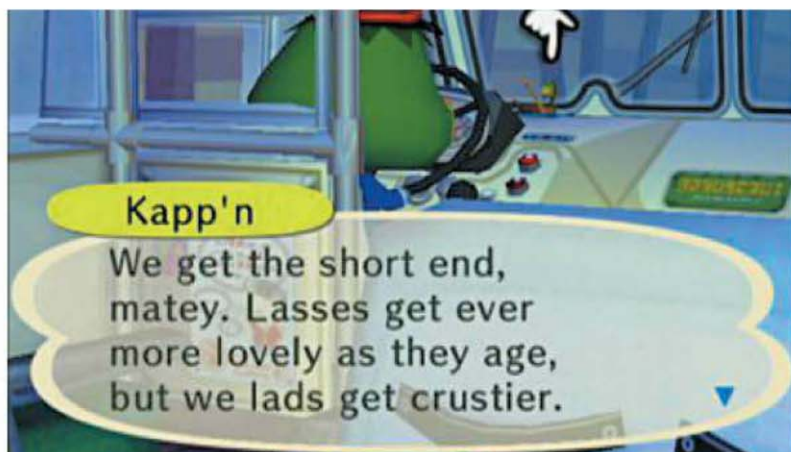 Kapp'n
We get the short end,
matey. Lasses get ever
more lovely as they age,
but we lads get crustier.